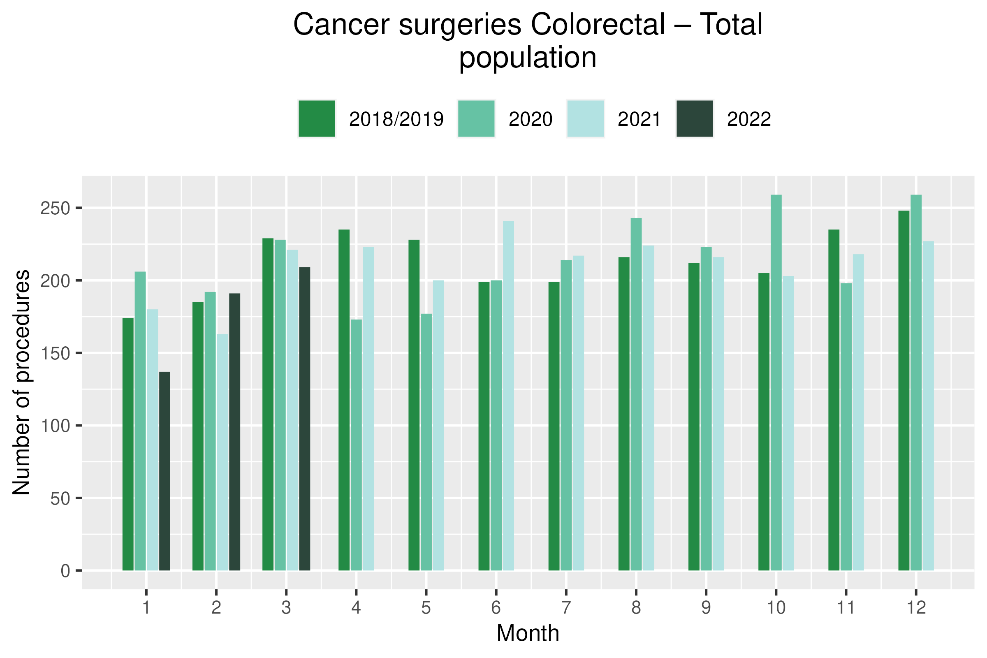 Cancer surgeries Colorectal – Total
population
2018/2019 2020 2021 2022
Number of procedures
250
200
150
100
50
0
1 2 3 4 5 6 7 8 9 10 11 12
Month